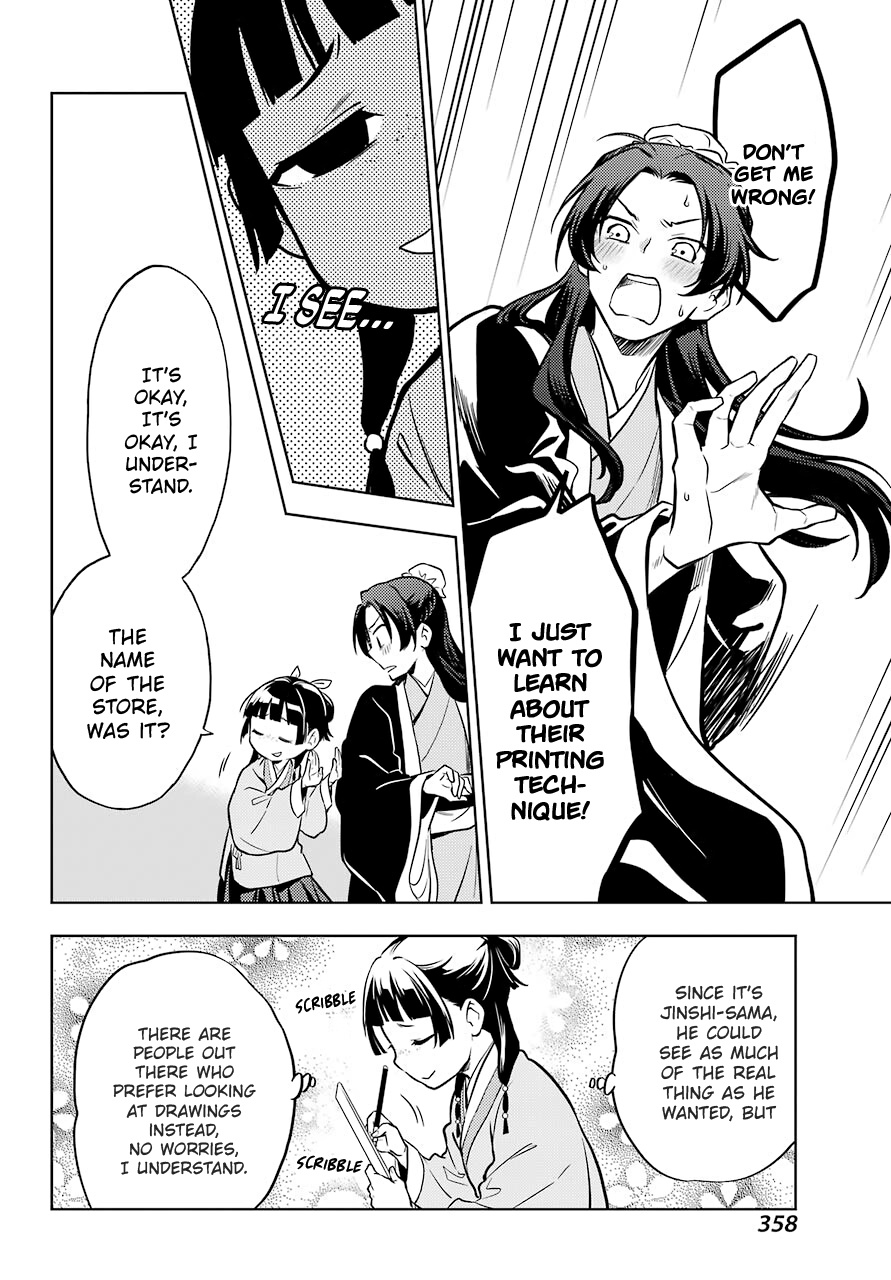 DON'T
GET ME
WRONG!
I JUST
WANT TO
LEARN
ABOUT
THEIR
PRINTING
TECH-
NIQUE!
I SEE...
IT'S
OKAY,
IT'S
OKAY, I
UNDER-
STAND.
THE
NAME
OF THE
STORE,
WAS IT?
SINCE IT'S
JINSHI-SAMA,
HE COULD
SEE AS MUCH
OF THE REAL
THING AS HE
WANTED, BUT
SCRIBBLE
SCRIBBLE
THERE ARE
PEOPLE OUT
THERE WHO
PREFER LOOKING
AT DRAWINGS
INSTEAD,
NO WORRIES,
I UNDERSTAND.
358